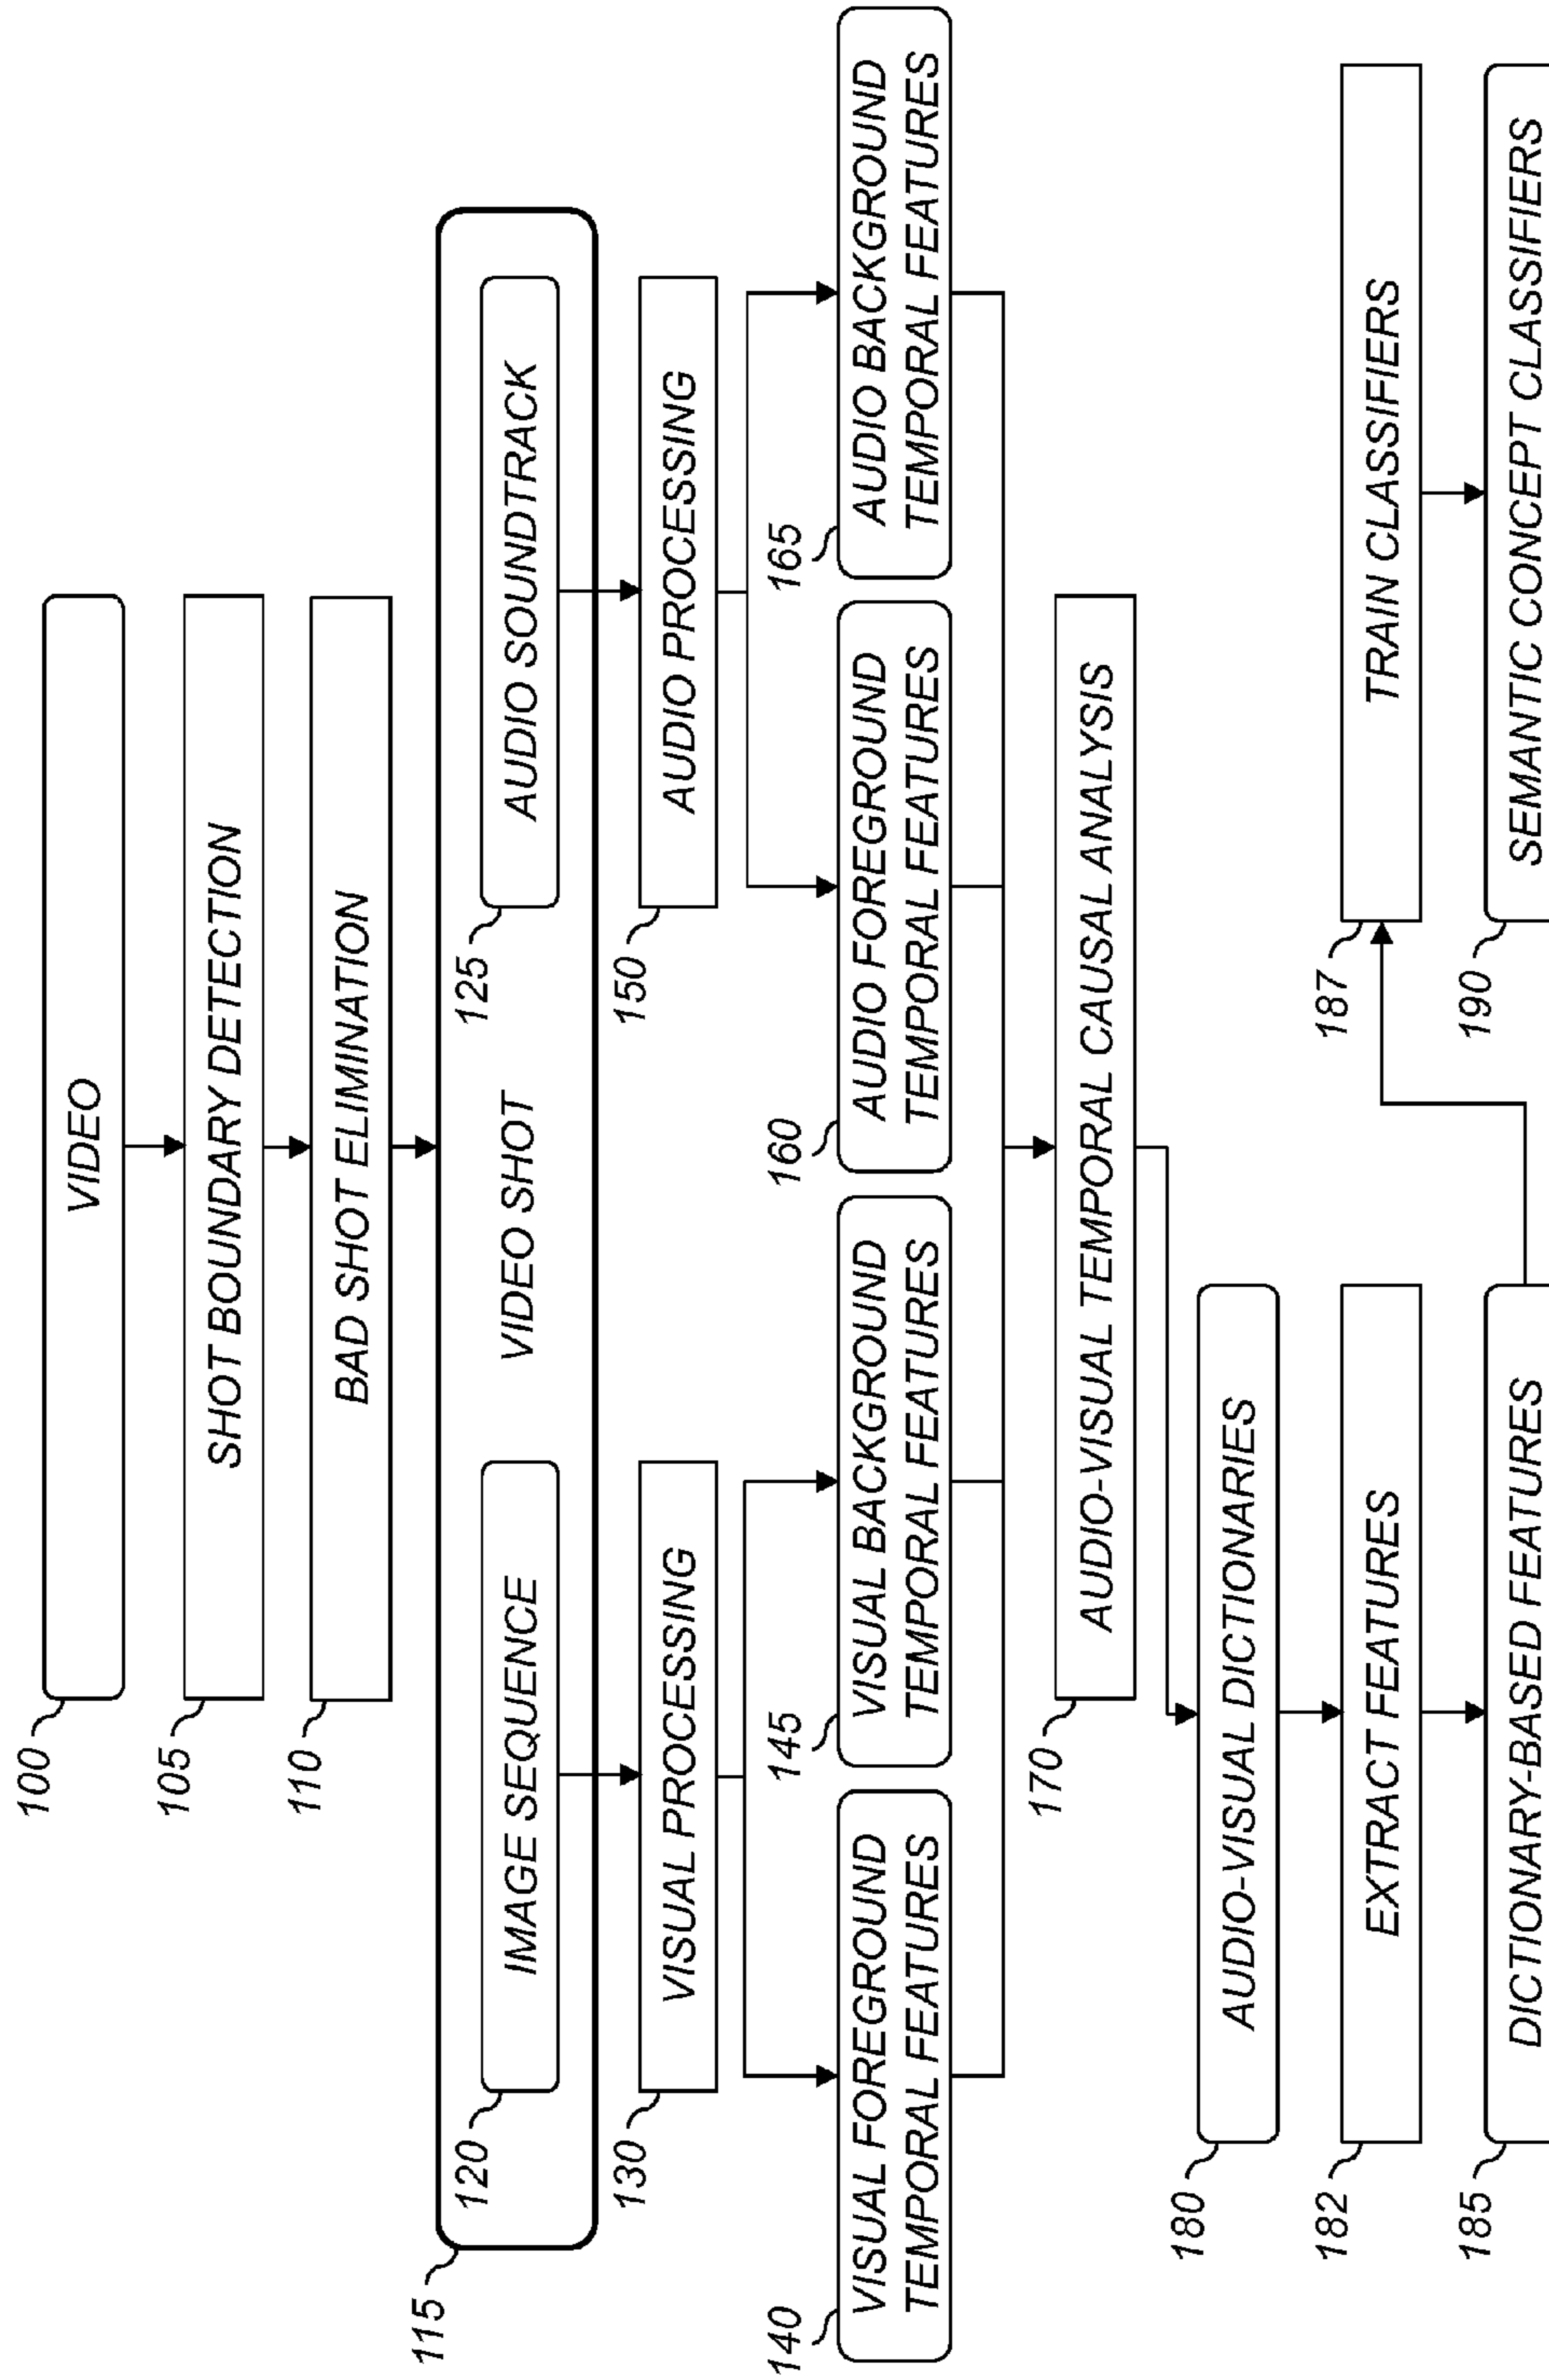 100
VIDEO
105
SHOT BOUNDARY DETECTION
110
BAD SHOT ELIMINATION
115
120
IMAGE SEQUENCE
VIDEO SHOT
125
AUDIO SOUNDTRACK
130
VISUAL PROCESSING
150
AUDIO PROCESSING
140
VISUAL FOREGROUND
TEMPORAL FEATURES
145
VISUAL BACKGROUND
TEMPORAL FEATURES
160
AUDIO FOREGROUND
TEMPORAL FEATURES
165
AUDIO BACKGROUND
TEMPORAL FEATURES
170
AUDIO-VISUAL TEMPORAL CAUSAL ANALYSIS
180
AUDIO-VISUAL DICTIONARIES
182
EXTRACT FEATURES
187
TRAIN CLASSIFIERS
185
DICTIONARY-BASED FEATURES
190
SEMANTIC CONCEPT CLASSIFIERS